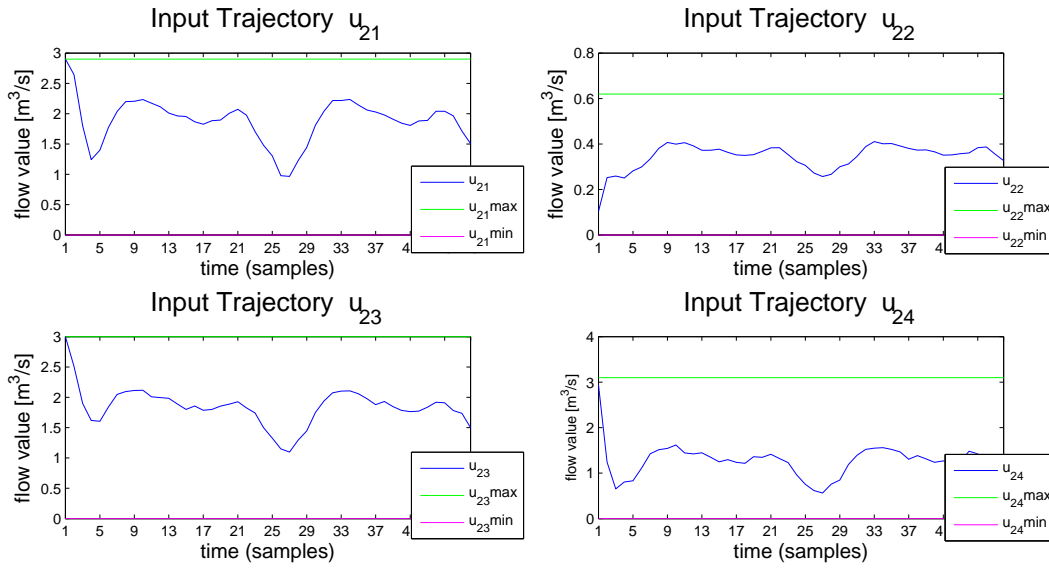 Input Trajectory u21
flow value [m3/s]
3
2.5
2
1.5
1
0.5
0
1 5 9 13 17 21 25 29 33 37 4
time (samples)
u21
u21max
u21min
Input Trajectory u22
flow value [m3/s]
0.8
0.6
0.4
0.2
0
1 5 9 13 17 21 25 29 33 37 4
time (samples)
u22
u22max
u22min
Input Trajectory u23
flow value [m3/s]
3
2.5
2
1.5
1
0.5
0
1 5 9 13 17 21 25 29 33 37 4
time (samples)
u23
u23max
u23min
Input Trajectory u24
flow value [m3/s]
4
3
2
1
0
1 5 9 13 17 21 25 29 33 37 4
time (samples)
u24
u24max
u24min